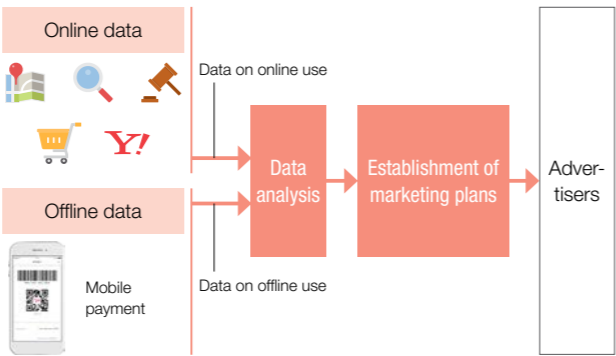 Online data
Data on online use
Y!
Data
analysis
Establishment of
marketing plans
Adver-
tisers
Offline data
Mobile
payment
Data on offline use